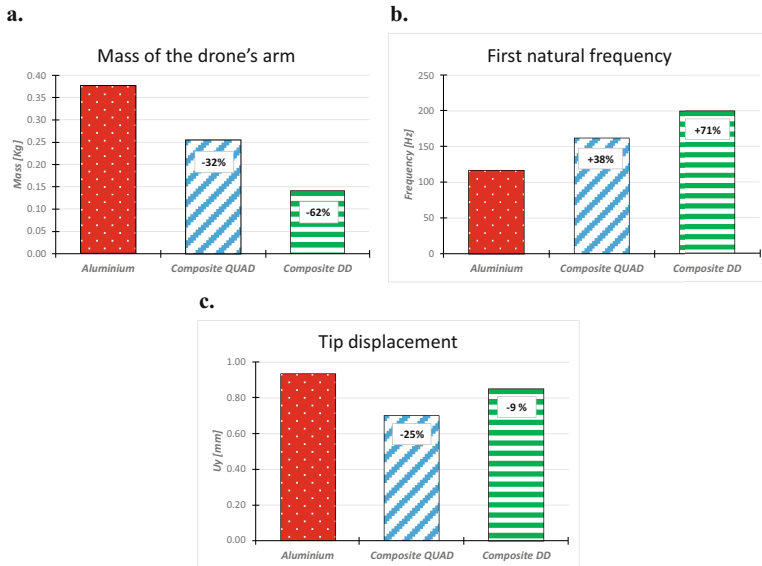 a.
Mass of the drone's arm
Mass [Kg]
0.40
0.35
0.30
0.25
0.20
0.15
0.10
0.05
0.00
-32%
-62%
Aluminium Composite QUAD Composite DD
b.
First natural frequency
Frequency [Hz]
250
200
150
100
50
0
+38%
+71%
Aluminium Composite QUAD Composite DD
c.
Tip displacement
Uy [mm]
1.00
0.80
0.60
0.40
0.20
0.00
-25%
-9 %
Aluminium Composite QUAD Composite DD